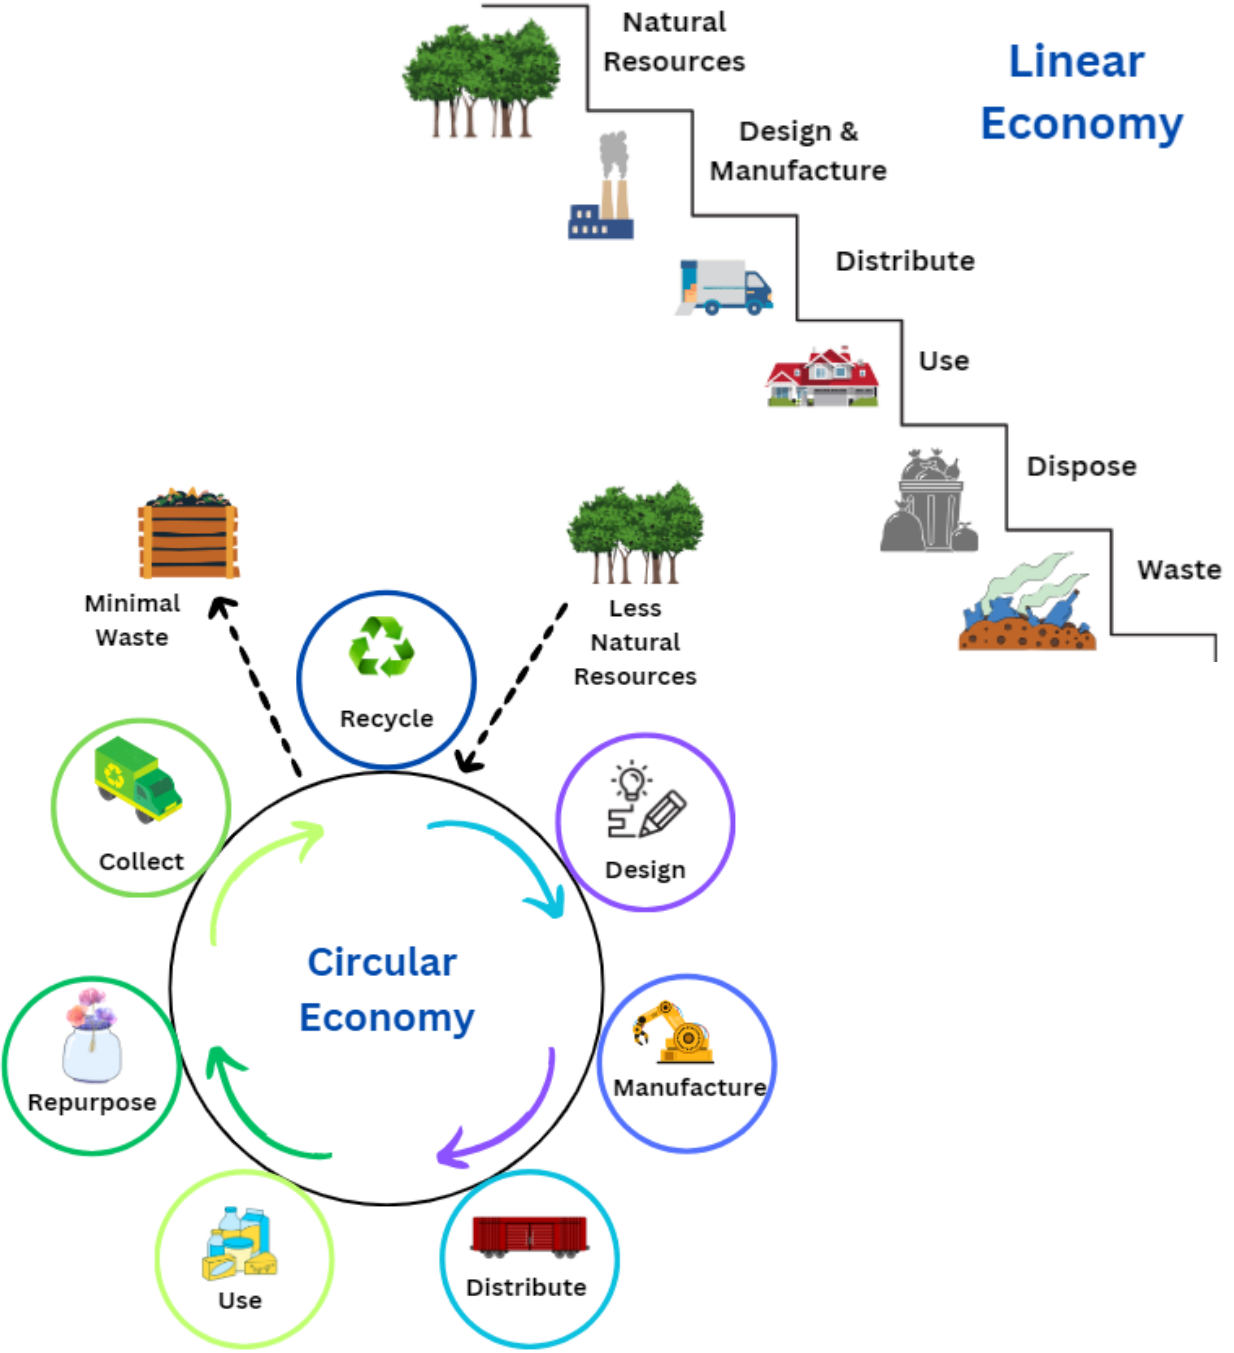 Natural
Resources
Linear
Economy
Design &
Manufacture
Distribute
Use
Dispose
Waste
Minimal
Waste
Less
Natural
Resources
Recycle
Collect
Design
Circular
Economy
Repurpose
Manufacture
Use
Distribute